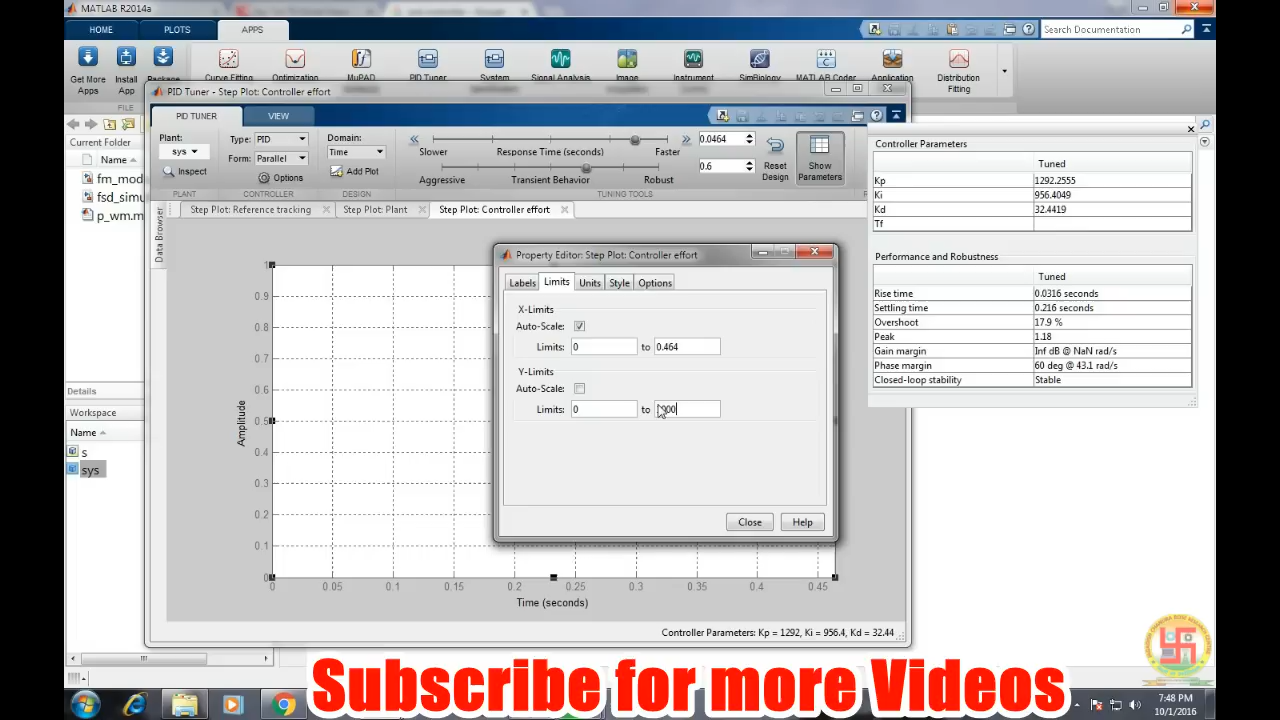 MATLAB R2014a
HOME
PLOTS
APPS
Search Documentation
Get More Apps
Install App
Package
Curve Fitting
Optimization
MuPAD
PID Tuner
System
Signal Analysis
Image
Instrument
SimBiology
MATLAB Coder
Application
Distribution Fitting
FILE
PID Tuner - Step Plot: Controller effort
PID TUNER
VIEW
Plant:
sys
Inspect
Type: PID
Form: Parallel
Options
Domain:
Time
Add Plot
Slower
Response Time (seconds)
Faster
0.0464
Aggressive
Transient Behavior
Robust
0.6
Reset Design
Show Parameters
PLANT
CONTROLLER
DESIGN
TUNING TOOLS
Current Folder
Name
fm_mod
fsd_simu
p_wm.m
Details
Workspace
Name
s
sys
Data Browser
Step Plot: Reference tracking
Step Plot: Plant
Step Plot: Controller effort
1
0.9
0.8
0.7
0.6
0.5
0.4
0.3
0.2
0.1
0
Amplitude
0
0.05
0.1
0.15
0.2
0.25
0.3
0.35
0.4
0.45
Time (seconds)
Controller Parameters: Kp = 1292, Ki = 956.4, Kd = 32.44
Property Editor: Step Plot: Controller effort
Labels
Limits
Units
Style
Options
X-Limits
Auto-Scale:
Limits: 0 to 0.464
Y-Limits
Auto-Scale:
Limits: 0 to
Close
Help
Controller Parameters
Tuned
Kp 1292.2555
Ki 956.4049
Kd 32.4419
Tf
Performance and Robustness
Tuned
Rise time 0.0316 seconds
Settling time 0.216 seconds
Overshoot 17.9 %
Peak 1.18
Gain margin Inf dB @ NaN rad/s
Phase margin 60 deg @ 43.1 rad/s
Closed-loop stability Stable
Subscribe for more Videos
7:48 PM
10/1/2016